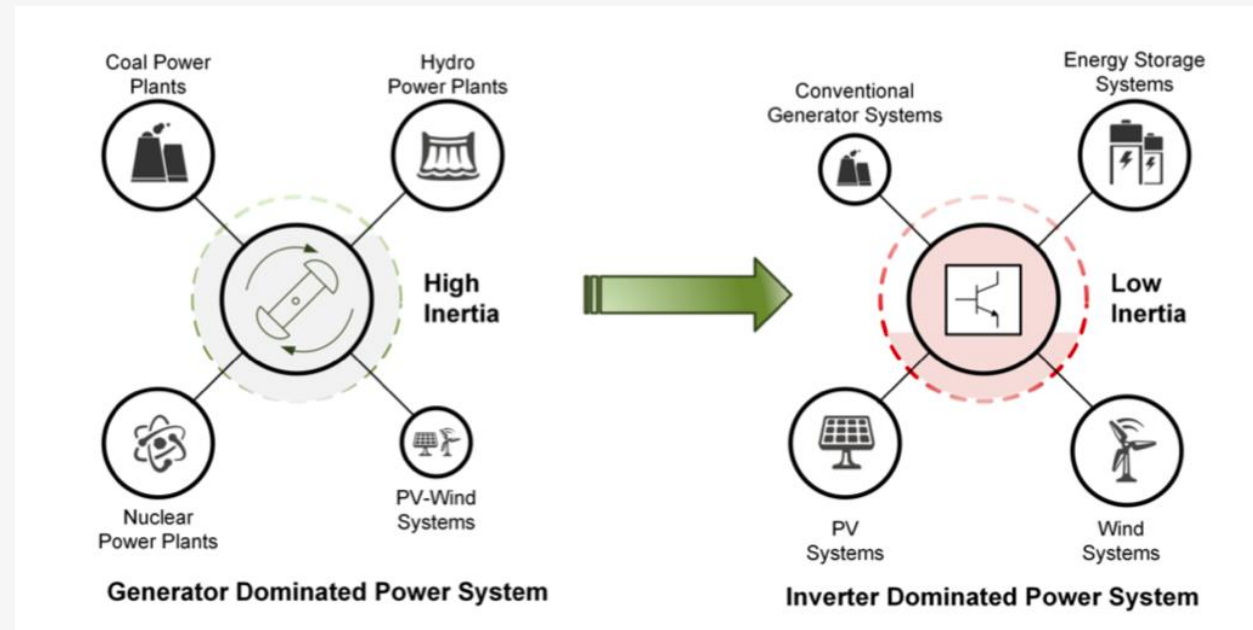 Coal Power
Plants
Hydro
Power Plants
High
Inertia
Nuclear
Power Plants
PV-Wind
Systems
Generator Dominated Power System
Conventional
Generator Systems
Energy Storage
Systems
Low
Inertia
PV
Systems
Wind
Systems
Inverter Dominated Power System